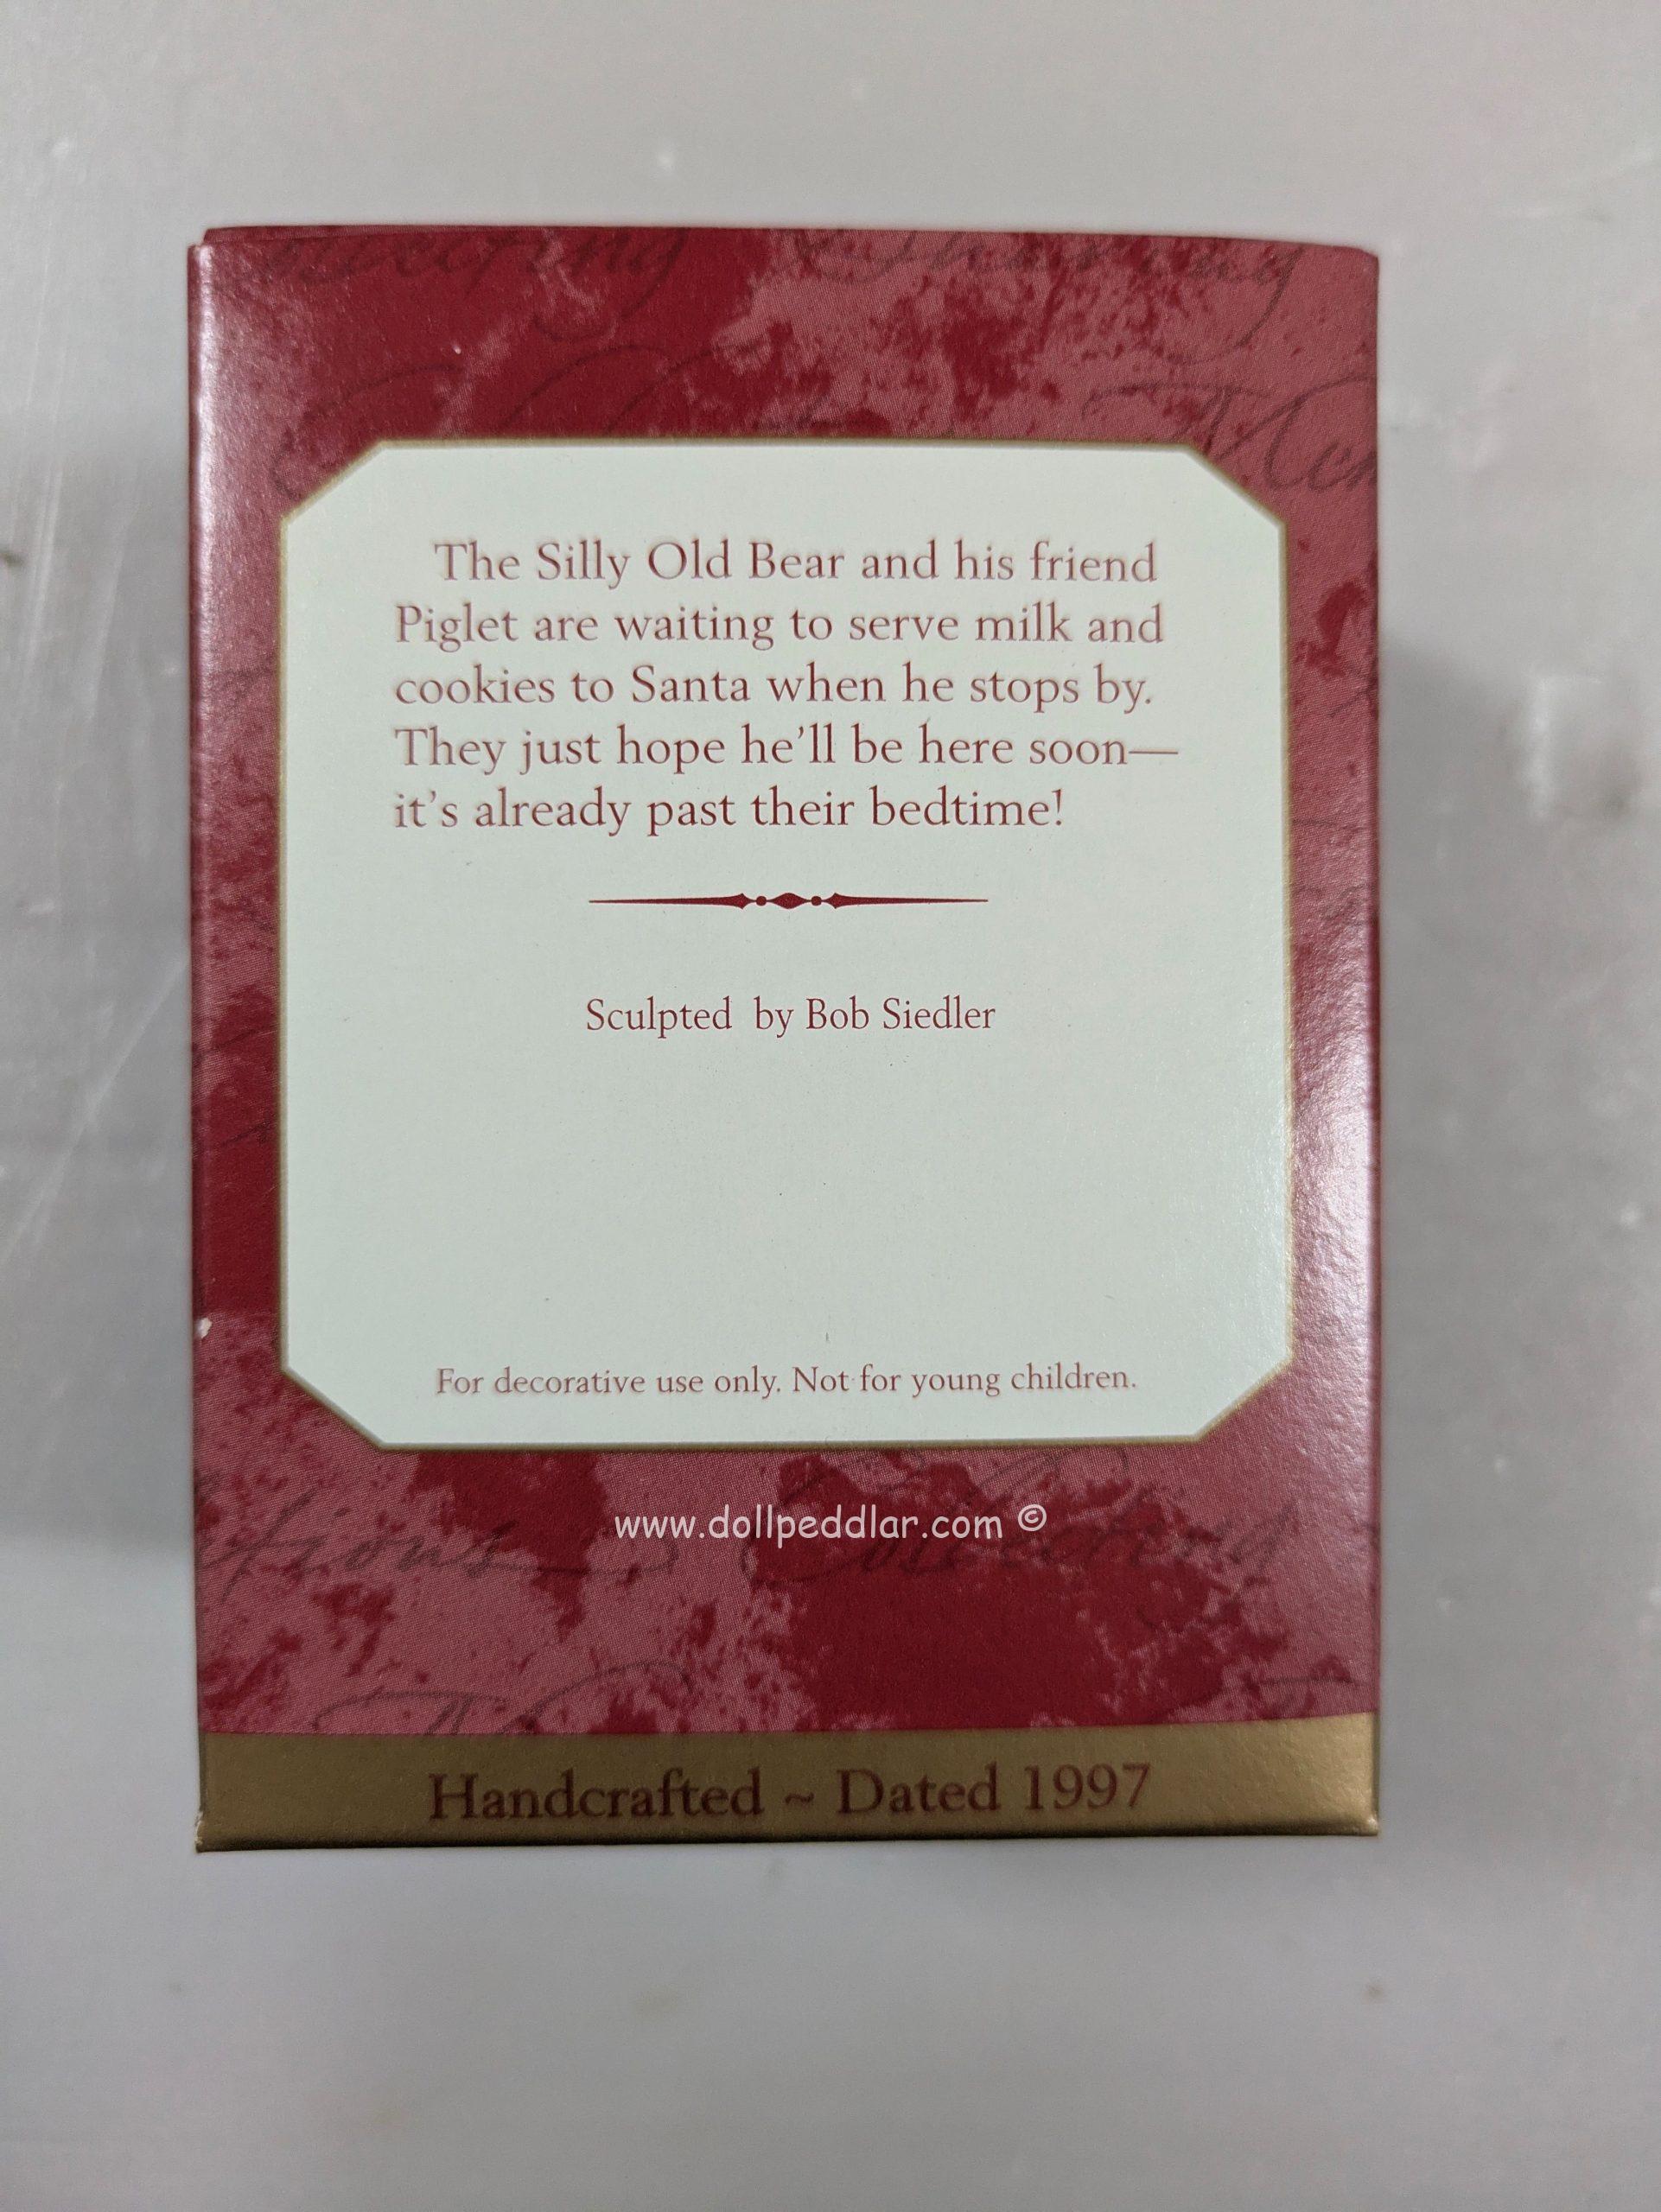 The Silly Old Bear and his friend
Piglet are waiting to serve milk and
cookies to Santa when he stops by.
They just hope he'll be here soon—
it's already past their bedtime!
Sculpted by Bob Siedler
For decorative use only. Not for young children.
www.dollpeddlar.com ©
Collecting
Handcrafted ~ Dated 1997